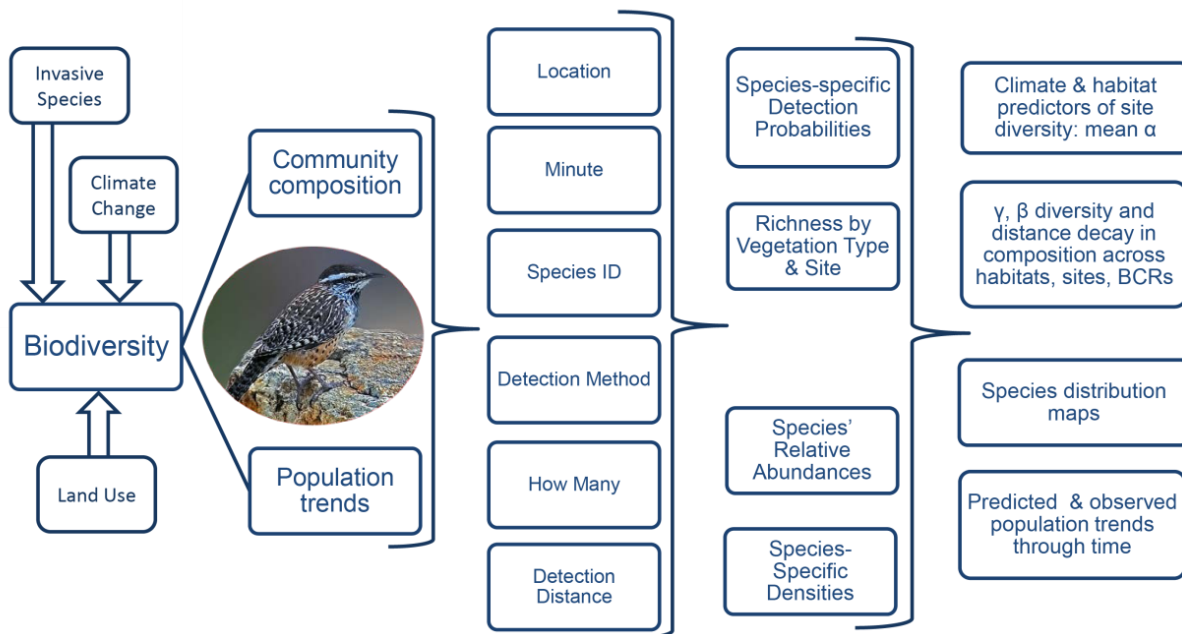 Invasive
Species
Climate
Change
Biodiversity
Land Use
Community
composition
Population
trends
Location
Minute
Species ID
Detection Method
How Many
Detection
Distance
Species-specific
Detection
Probabilities
Richness by
Vegetation Type
& Site
Species'
Relative
Abundances
Species-
Specific
Densities
Climate & habitat
predictors of site
diversity: mean α
γ, β diversity and
distance decay in
composition across
habitats, sites, BCRs
Species distribution
maps
Predicted & observed
population trends
through time